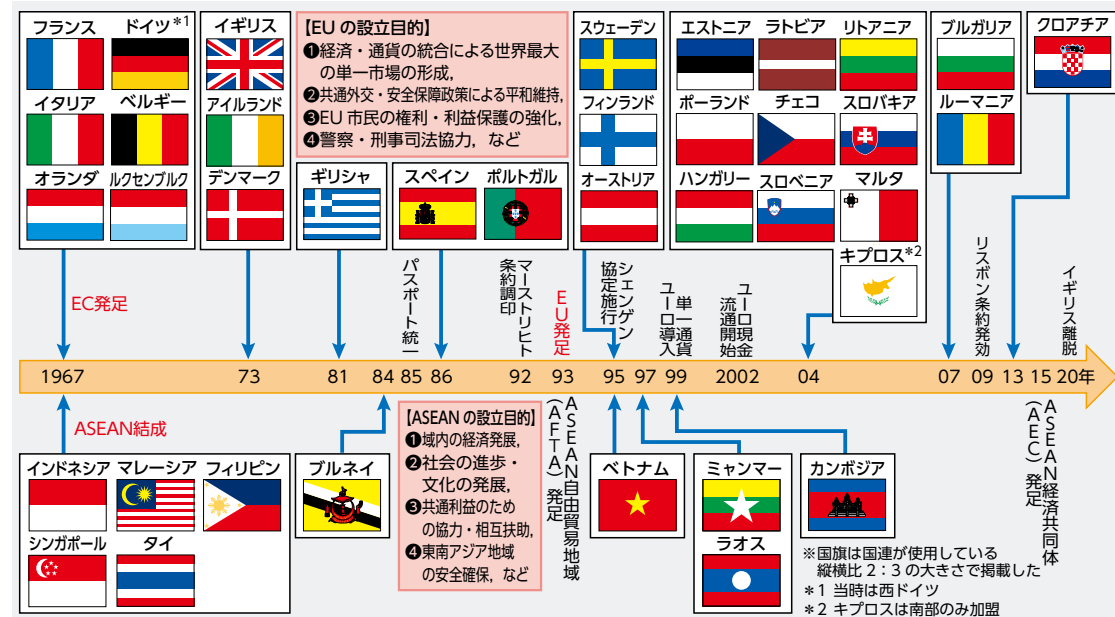 フランス
ドイツ*1
イタリア
ベルギー
オランダ
ルクセンブルク
イギリス
アイルランド
デンマーク
【EUの設立目的】
❶経済・通貨の統合による世界最大
の単一市場の形成,
❷共通外交・安全保障政策による平和維持,
❸EU市民の権利・利益保護の強化,
❹警察・刑事司法協力, など
ギリシャ
スペイン
ポルトガル
スウェーデン
フィンランド
オーストリア
エストニア
ラトビア
リトアニア
ポーランド
チェコ
スロバキア
ハンガリー
スロベニア
マルタ
キプロス*2
ブルガリア
ルーマニア
クロアチア
EC発足
パスポート統一
マーストリヒト
条約調印
EU発足
シェンゲン
協定施行
単一通貨
ユーロ導入
ユーロ現金
流通開始
リスボン条約発効
イギリス離脱
1967 73 81 84 85 86 92 93 95 97 99 2002 04 07 09 13 15 20年
ASEAN結成
インドネシア
マレーシア
フィリピン
シンガポール
タイ
ブルネイ
【ASEANの設立目的】
❶域内の経済発展,
❷社会の進歩・
文化の発展,
❸共通利益のため
の協力・相互扶助,
❹東南アジア地域
の安全確保, など
ASEAN自由貿易地域
(AFTA)発足
ベトナム
ミャンマー
ラオス
カンボジア
ASEAN経済共同体
(AEC)発足
※国旗は国連が使用している
縦横比2:3の大きさで掲載した
*1 当時は西ドイツ
*2 キプロスは南部のみ加盟